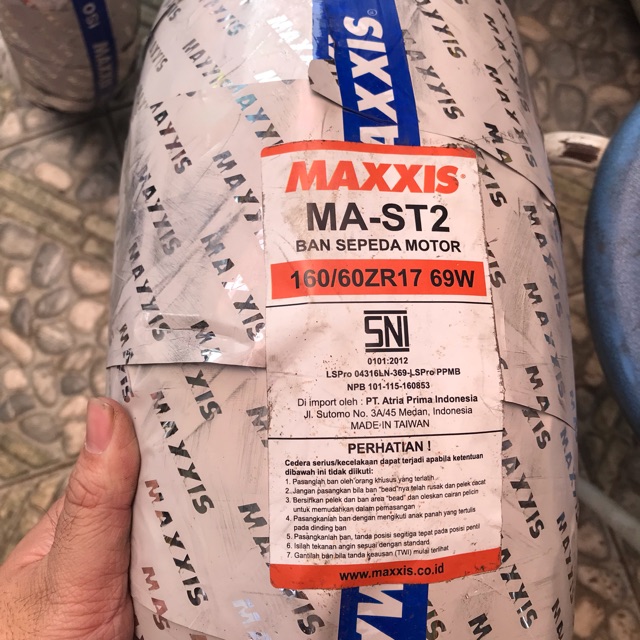 MAXXIS
MAXXIS
MA-ST2
BAN SEPEDA MOTOR
160/60ZR17 69W
SNI
0101:2012
LSPro 04316LN-369-LSPro/PPMB
NPB 101-115-160853
Di import oleh : PT. Atria Prima Indonesia
Jl. Sutomo No. 3A/45 Medan, Indonesia
MADE-IN TAIWAN
PERHATIAN !
Cedera serius/kecelakaan dapat terjadi apabila ketentuan
dibawah ini tidak diikuti:
1. Pasanglah ban oleh orang khusus yang terlatih
2. Jangan pasangkan bila ban "bead"nya telah rusak dan pelek dacat
3. Bersifkan pelek dan ban area "bead" dan oleskan cairan pelicin
untuk memudahkan dalam pemasangan
4. Pasangkanlah ban dengan mengikuti anak panah yang tertulis
pada dinding ban
5. Pasangkanlah ban, tanda posisi segitiga tepat pada posisi pentil
6. Isilah tekanan angin sesuai dengan standard
7. Gantilah ban bila tanda keausan (TWI) mulai terlihat
www.maxxis.co.id